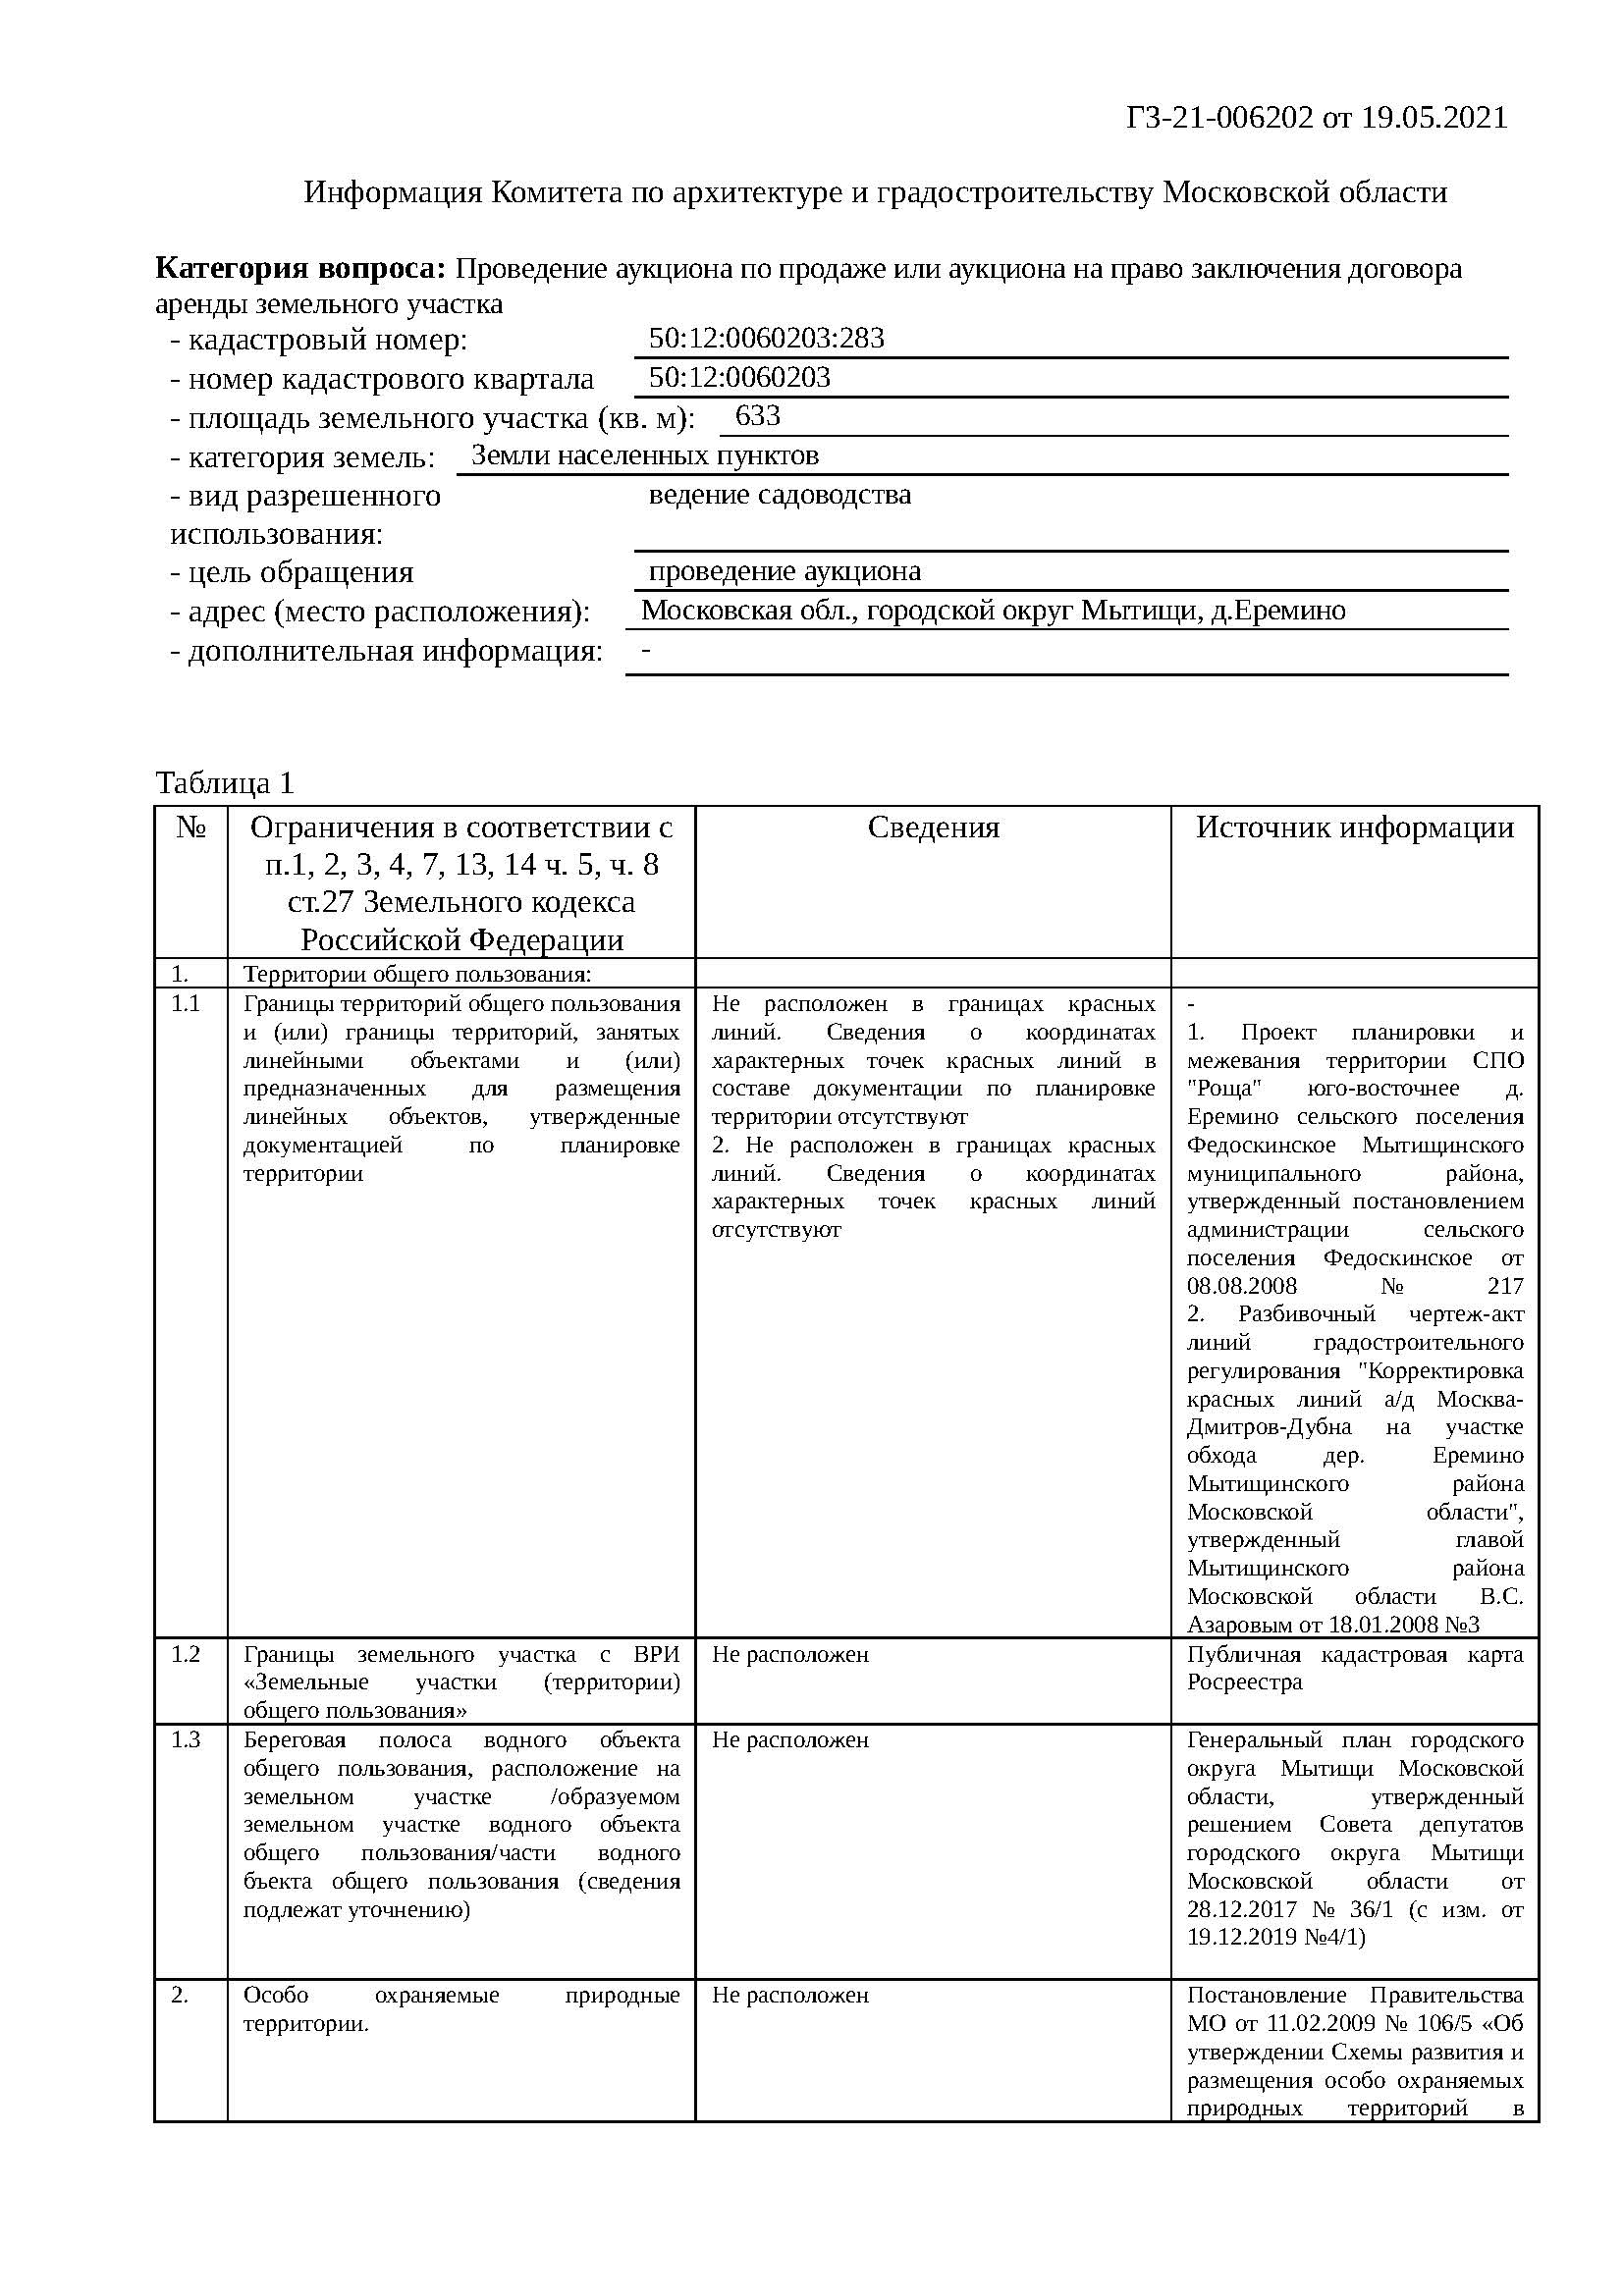 ГЗ-21-006202 от 19.05.2021
Информация Комитета по архитектуре и градостроительству Московской области
Категория вопроса: Проведение аукциона по продаже или аукциона на право заключения договора
аренды земельного участка
- кадастровый номер: 50:12:0060203:283
- номер кадастрового квартала 50:12:0060203
- площадь земельного участка (кв. м): 633
- категория земель: Земли населенных пунктов
- вид разрешенного ведение садоводства
использования:
- цель обращения проведение аукциона
- адрес (место расположения): Московская обл., городской округ Мытищи, д.Еремино
- дополнительная информация: -
Таблица 1
№
Ограничения в соответствии с
п.1, 2, 3, 4, 7, 13, 14 ч. 5, ч. 8
ст.27 Земельного кодекса
Российской Федерации
Сведения
Источник информации
1.
Территории общего пользования:
1.1
Границы территорий общего пользования
и (или) границы территорий, занятых
линейными объектами и (или)
предназначенных для размещения
линейных объектов, утвержденные
документацией по планировке
территории
Не расположен в границах красных
линий. Сведения о координатах
характерных точек красных линий в
составе документации по планировке
территории отсутствуют
2. Не расположен в границах красных
линий. Сведения о координатах
характерных точек красных линий
отсутствуют
-
1. Проект планировки и
межевания территории СПО
"Роща" юго-восточнее д.
Еремино сельского поселения
Федоскинское Мытищинского
муниципального района,
утвержденный постановлением
администрации сельского
поселения Федоскинское от
08.08.2008 № 217
2. Разбивочный чертеж-акт
линий градостроительного
регулирования "Корректировка
красных линий а/д Москва-
Дмитров-Дубна на участке
обхода дер. Еремино
Мытищинского района
Московской области",
утвержденный главой
Мытищинского района
Московской области В.С.
Азаровым от 18.01.2008 №3
1.2
Границы земельного участка с ВРИ
«Земельные участки (территории)
общего пользования»
Не расположен
Публичная кадастровая карта
Росреестра
1.3
Береговая полоса водного объекта
общего пользования, расположение на
земельном участке /образуемом
земельном участке водного объекта
общего пользования/части водного
бъекта общего пользования (сведения
подлежат уточнению)
Не расположен
Генеральный план городского
округа Мытищи Московской
области, утвержденный
решением Совета депутатов
городского округа Мытищи
Московской области от
28.12.2017 № 36/1 (с изм. от
19.12.2019 №4/1)
2.
Особо охраняемые природные
территории.
Не расположен
Постановление Правительства
МО от 11.02.2009 № 106/5 «Об
утверждении Схемы развития и
размещения особо охраняемых
природных территорий в